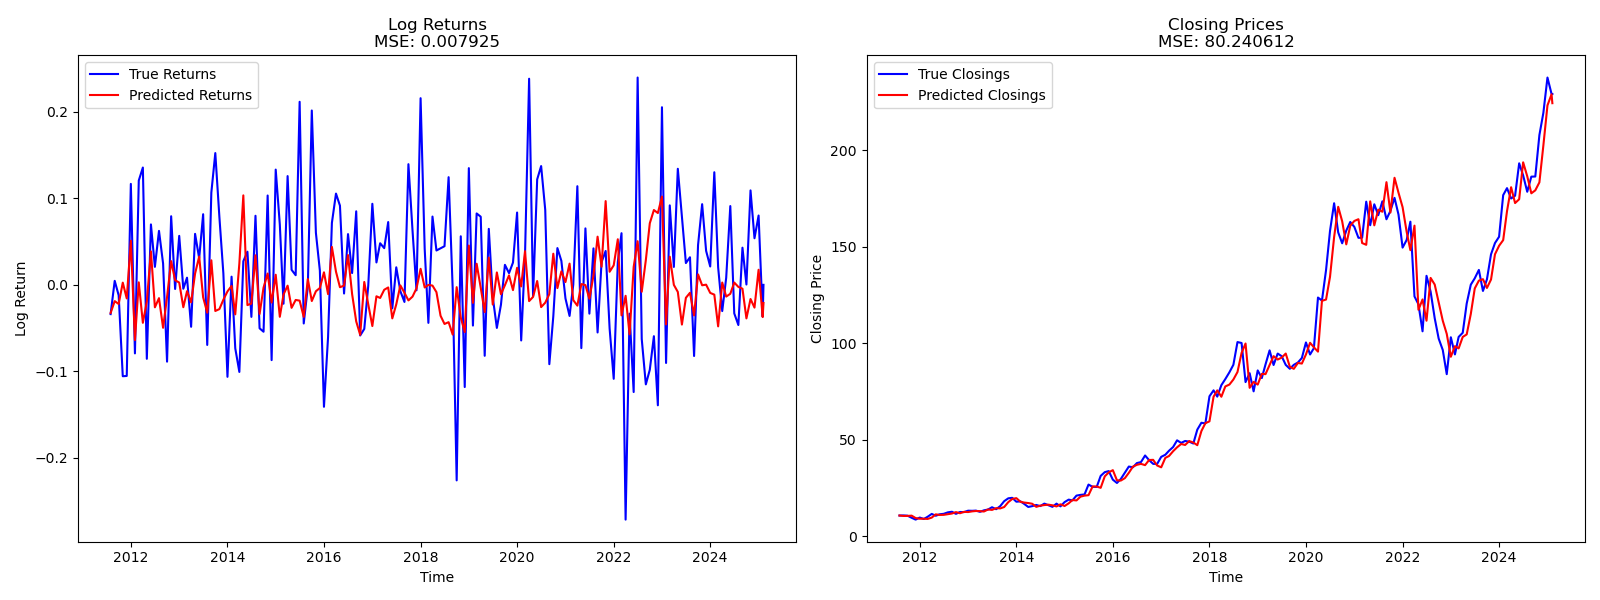 Log Returns
MSE: 0.007925
True Returns
Predicted Returns
0.2
0.1
0.0
−0.1
−0.2
Log Return
2012 2014 2016 2018 2020 2022 2024
Time
Closing Prices
MSE: 80.240612
True Closings
Predicted Closings
200
150
100
50
0
Closing Price
2012 2014 2016 2018 2020 2022 2024
Time